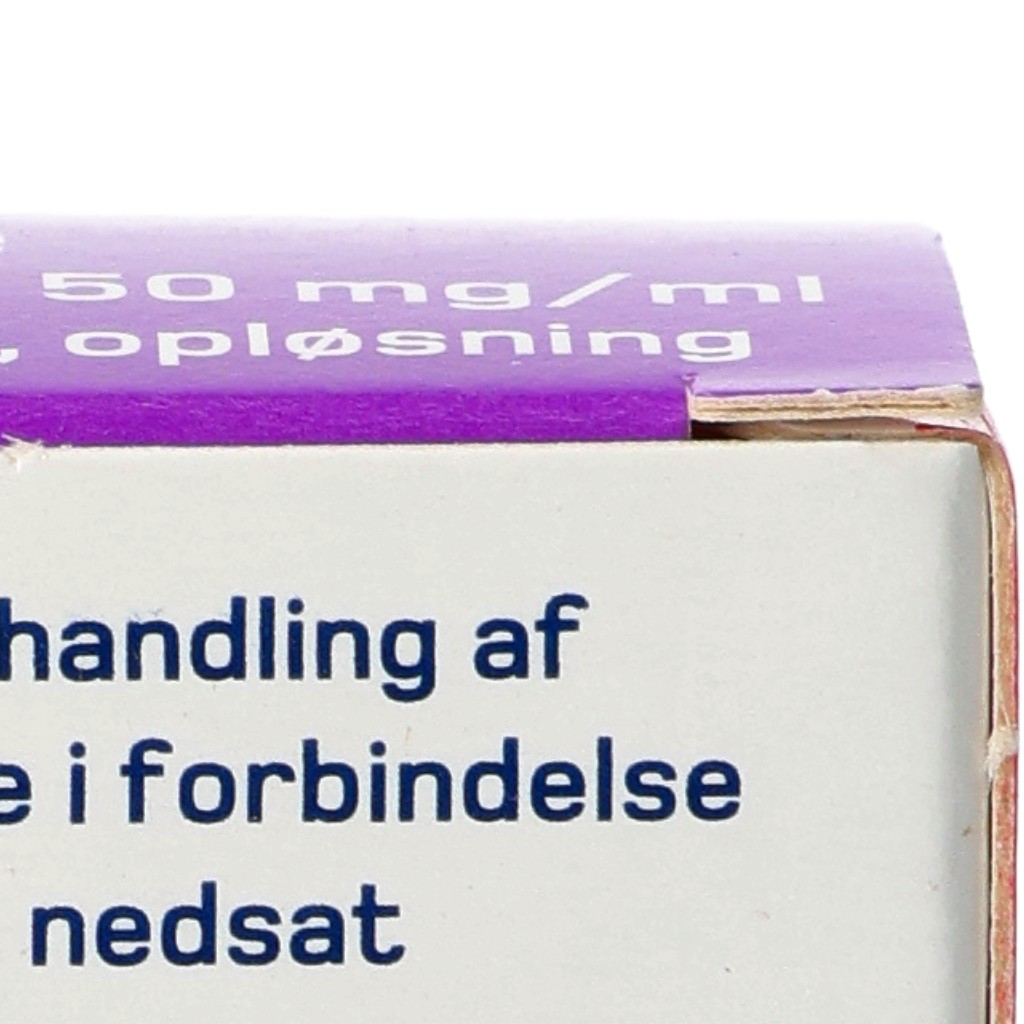 50 mg/ml
, opløsning
handling af
e i forbindelse
nedsat